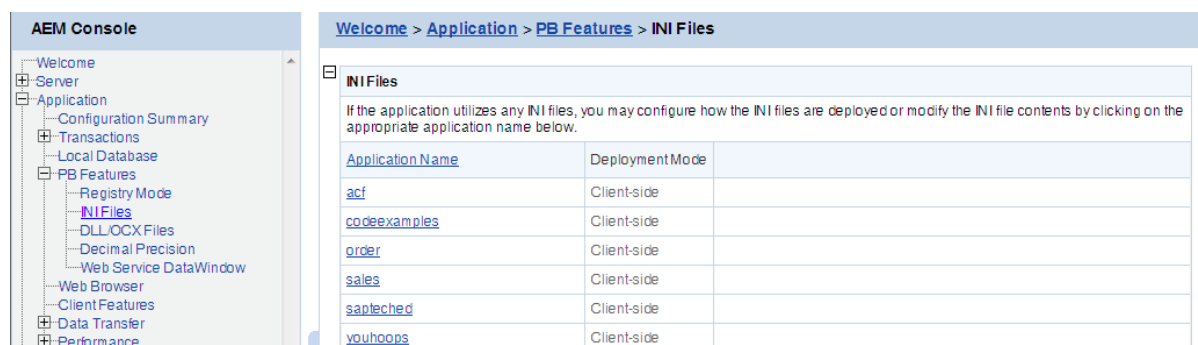 AEM Console
Welcome
Server
Application
Configuration Summary
Transactions
Local Database
PB Features
Registry Mode
INI Files
DLL/OCX Files
Decimal Precision
Web Service DataWindow
Web Browser
Client Features
Data Transfer
Performance
Welcome > Application > PB Features > INI Files
INI Files
If the application utilizes any INI files, you may configure how the INI files are deployed or modify the INI file contents by clicking on the
appropriate application name below.
Application Name Deployment Mode
acf Client-side
codeexamples Client-side
order Client-side
sales Client-side
sapteched Client-side
youhoops Client-side